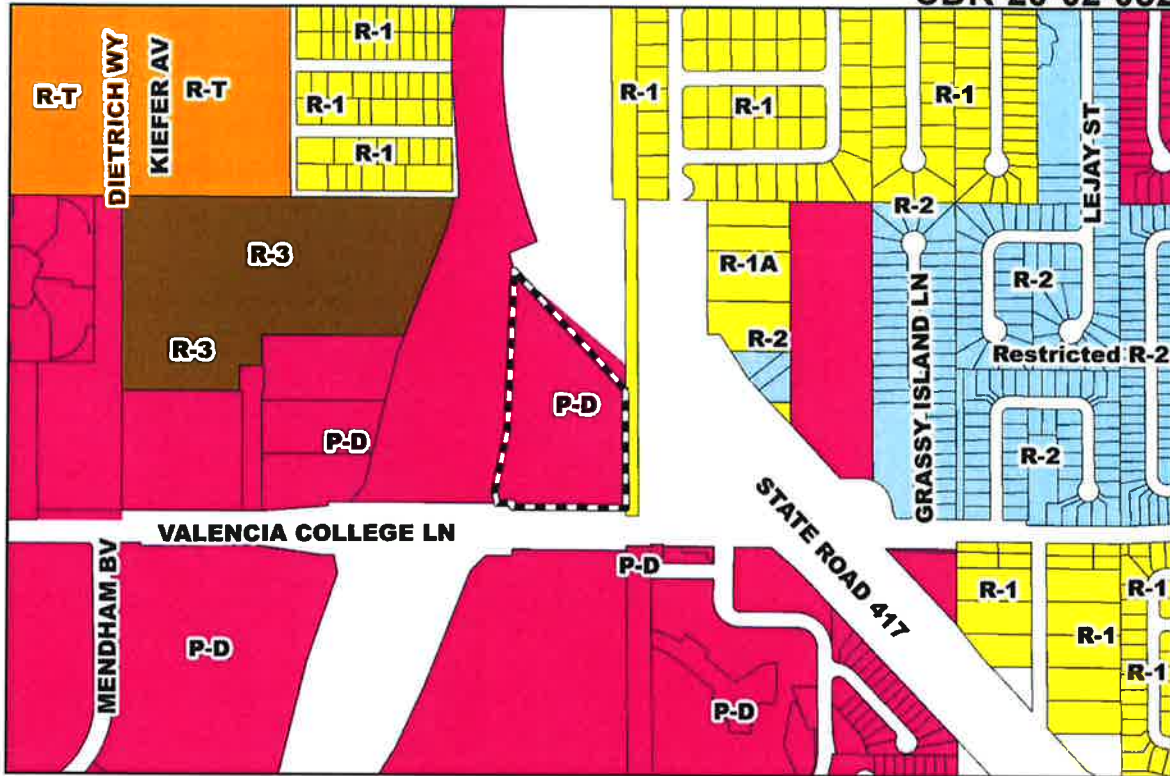 R-1
R-T
DIETRICH WY
KIEFER AV
R-T
R-1
R-1
R-1
R-1
R-1
LEJAY ST
R-2
R-3
R-1A
R-2
R-3
R-2
Restricted R-2
GRASSY ISLAND LN
P-D
P-D
R-2
STATE ROAD 417
VALENCIA COLLEGE LN
MENDHAM BV
P-D
P-D
R-1
R-1
R-1
R-1
P-D